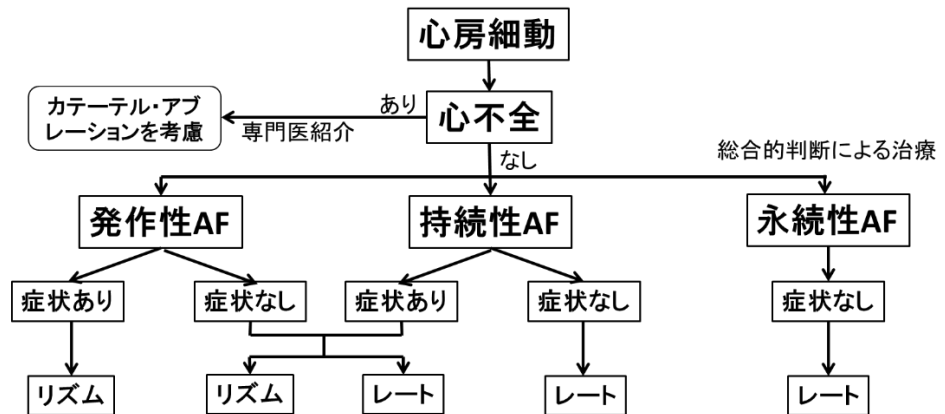 心房細動
カテーテル・アブ
レーションを考慮
あり
専門医紹介
心不全
なし
総合的判断による治療
発作性AF
持続性AF
永続性AF
症状あり
症状なし
症状あり
症状なし
症状なし
リズム
リズム
レート
レート
レート